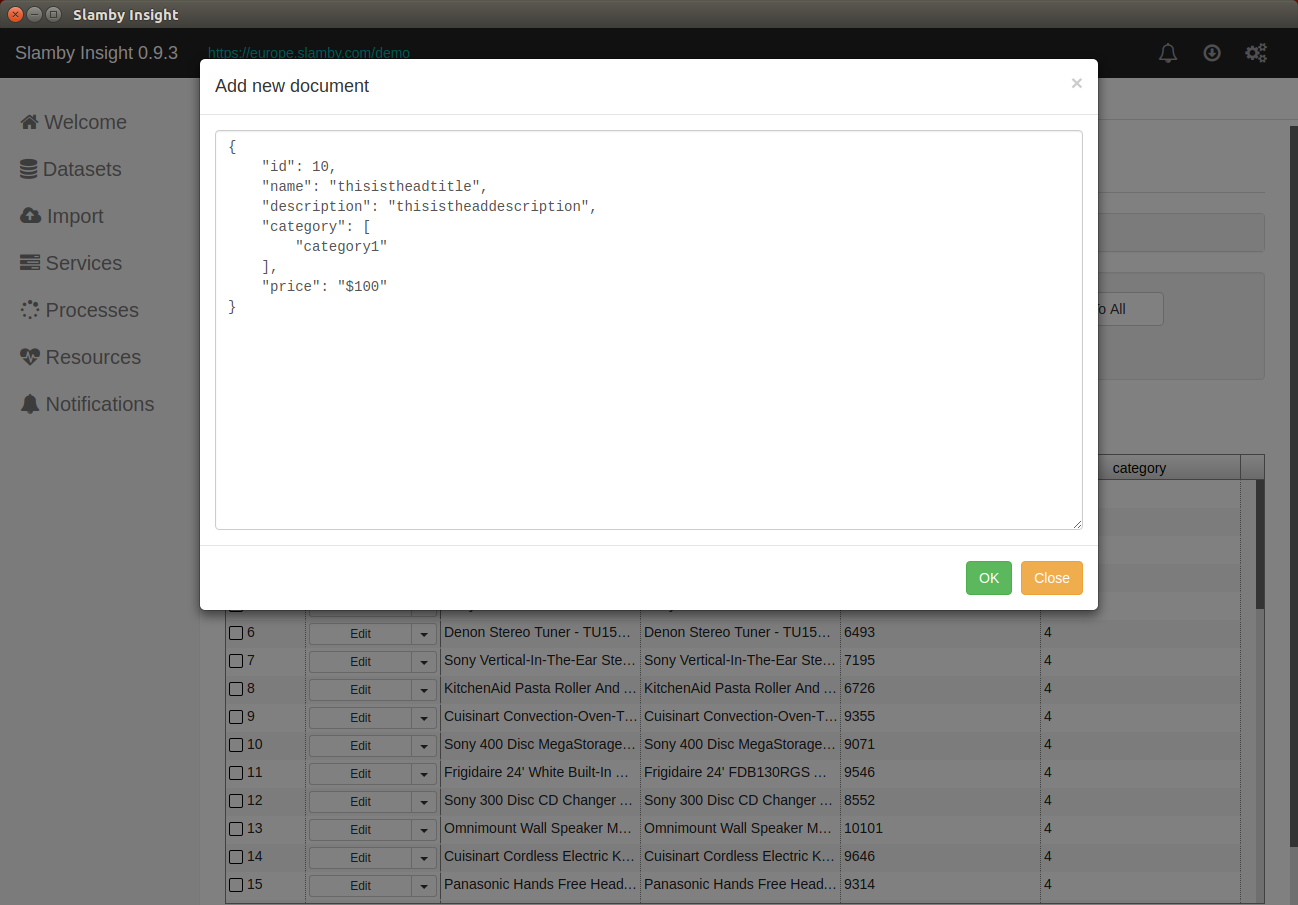 Slamby Insight
Slamby Insight 0.9.3 https://europe.slamby.com/demo
Add new document ×
Welcome
Datasets
Import
Services
Processes
Resources
Notifications
{
    "id": 10,
    "name": "thisistheadtitle",
    "description": "thisistheaddescription",
    "category": [
        "category1"
    ],
    "price": "$100"
}
To All
category
OK Close
6 Edit Denon Stereo Tuner - TU15… Denon Stereo Tuner - TU15… 6493 4
7 Edit Sony Vertical-In-The-Ear Ste… Sony Vertical-In-The-Ear Ste… 7195 4
8 Edit KitchenAid Pasta Roller And … KitchenAid Pasta Roller And … 6726 4
9 Edit Cuisinart Convection-Oven-T… Cuisinart Convection-Oven-T… 9355 4
10 Edit Sony 400 Disc MegaStorage… Sony 400 Disc MegaStorage… 9071 4
11 Edit Frigidaire 24' White Built-In … Frigidaire 24' FDB130RGS … 9546 4
12 Edit Sony 300 Disc CD Changer … Sony 300 Disc CD Changer … 8552 4
13 Edit Omnimount Wall Speaker M… Omnimount Wall Speaker M… 10101 4
14 Edit Cuisinart Cordless Electric K… Cuisinart Cordless Electric K… 9646 4
15 Edit Panasonic Hands Free Head… Panasonic Hands Free Head… 9314 4